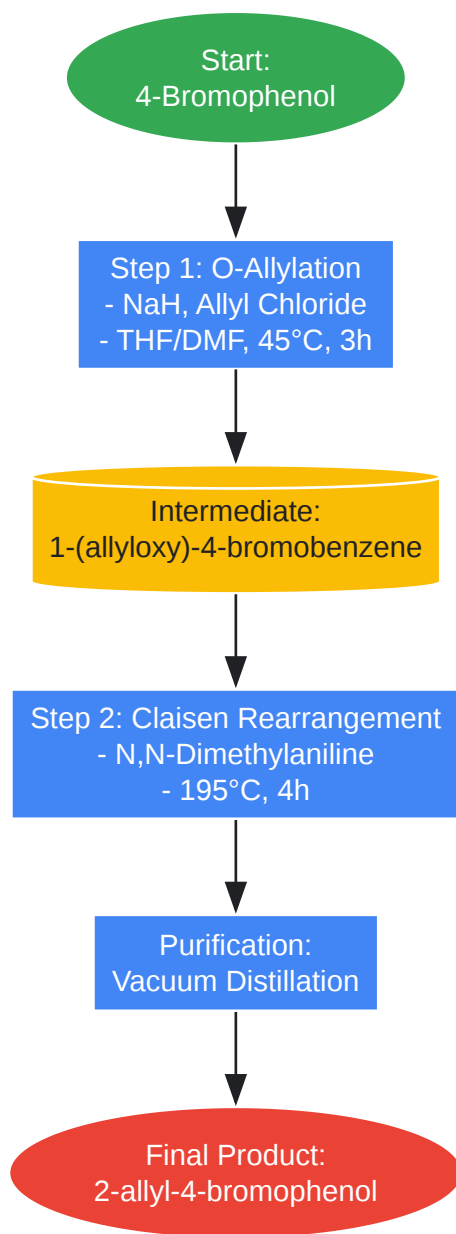 Start:
4-Bromophenol
Step 1: O-Allylation
- NaH, Allyl Chloride
- THF/DMF, 45°C, 3h
Intermediate:
1-(allyloxy)-4-bromobenzene
Step 2: Claisen Rearrangement
- N,N-Dimethylaniline
- 195°C, 4h
Purification:
Vacuum Distillation
Final Product:
2-allyl-4-bromophenol